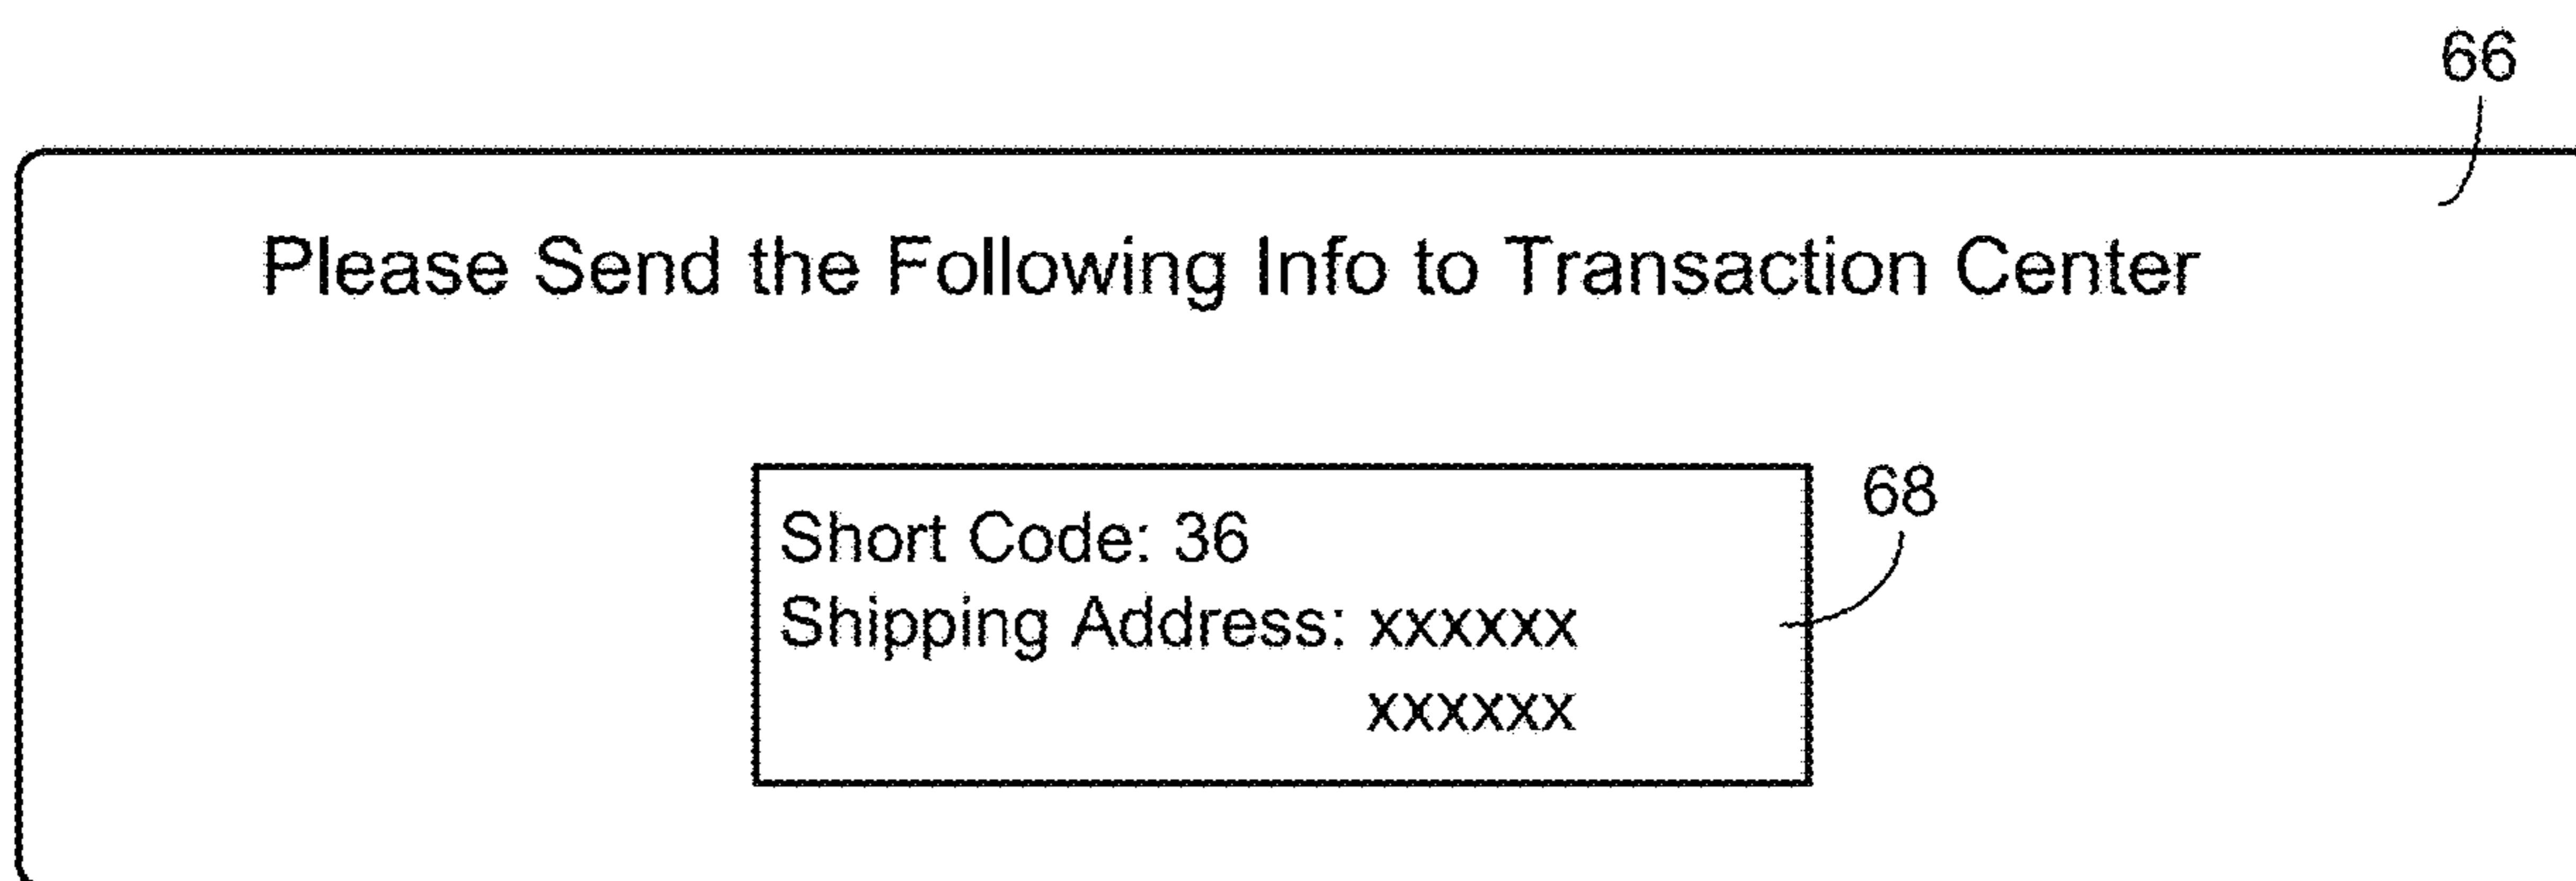 66
Please Send the Following Info to Transaction Center
68
Short Code: 36
Shipping Address: xxxxxx
xxxxxx